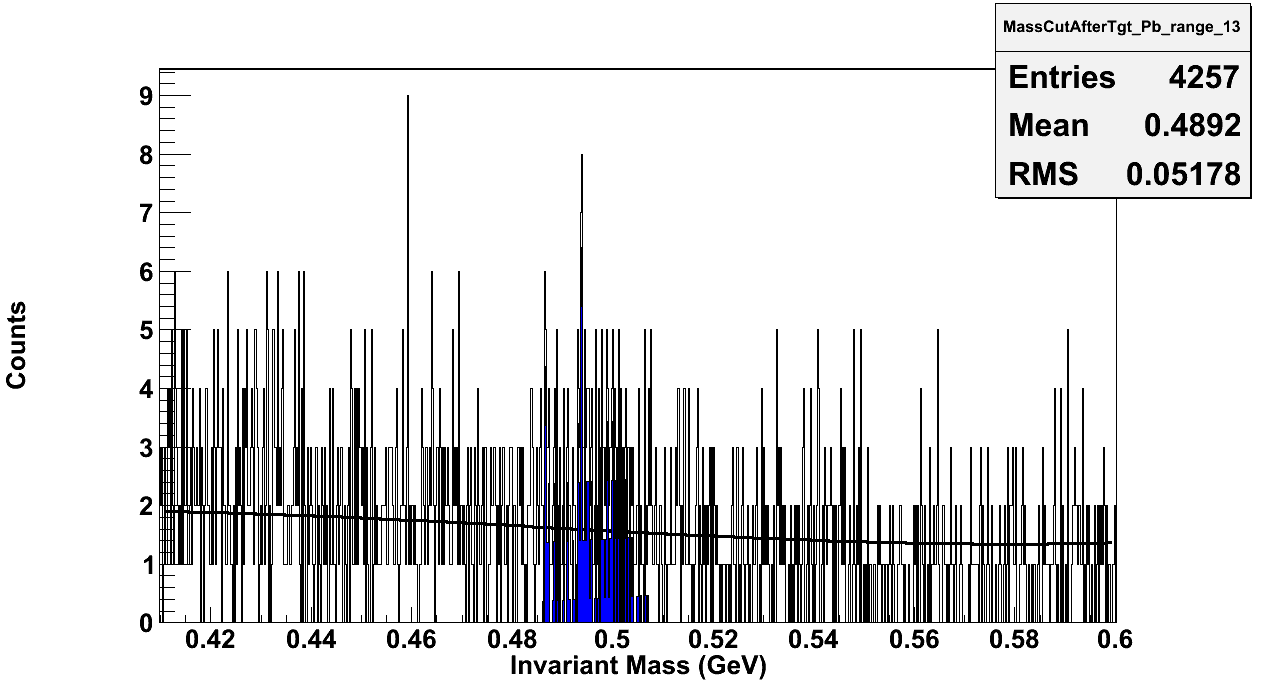 MassCutAfterTgt_Pb_range_13
Entries 4257
Mean 0.4892
RMS 0.05178
Counts
9
8
7
6
5
4
3
2
1
0
0.42 0.44 0.46 0.48 0.5 0.52 0.54 0.56 0.58 0.6
Invariant Mass (GeV)